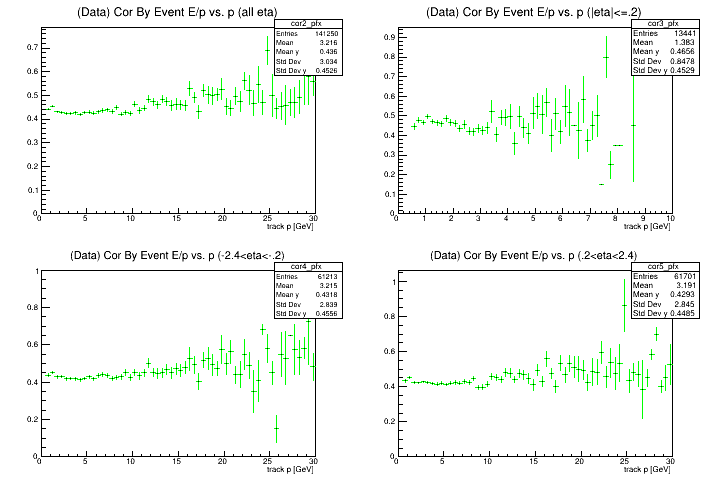 (Data) Cor By Event E/p vs. p (all eta)
cor2_pfx
Entries 141250
Mean 3.216
Mean y 0.436
Std Dev 3.034
Std Dev y 0.4526
0.7
0.6
0.5
0.4
0.3
0.2
0.1
0
0 5 10 15 20 25 30
track p [GeV]
(Data) Cor By Event E/p vs. p (|eta|<=.2)
cor3_pfx
Entries 13441
Mean 1.383
Mean y 0.4656
Std Dev 0.8478
Std Dev y 0.4529
0.9
0.8
0.7
0.6
0.5
0.4
0.3
0.2
0.1
0
0 1 2 3 4 5 6 7 8 9 10
track p [GeV]
(Data) Cor By Event E/p vs. p (-2.4<eta<-.2)
cor4_pfx
Entries 61213
Mean 3.215
Mean y 0.4318
Std Dev 2.839
Std Dev y 0.4556
1
0.8
0.6
0.4
0.2
0
0 5 10 15 20 25 30
track p [GeV]
(Data) Cor By Event E/p vs. p (.2<eta<2.4)
cor5_pfx
Entries 61701
Mean 3.191
Mean y 0.4293
Std Dev 2.845
Std Dev y 0.4485
1
0.8
0.6
0.4
0.2
0
0 5 10 15 20 25 30
track p [GeV]